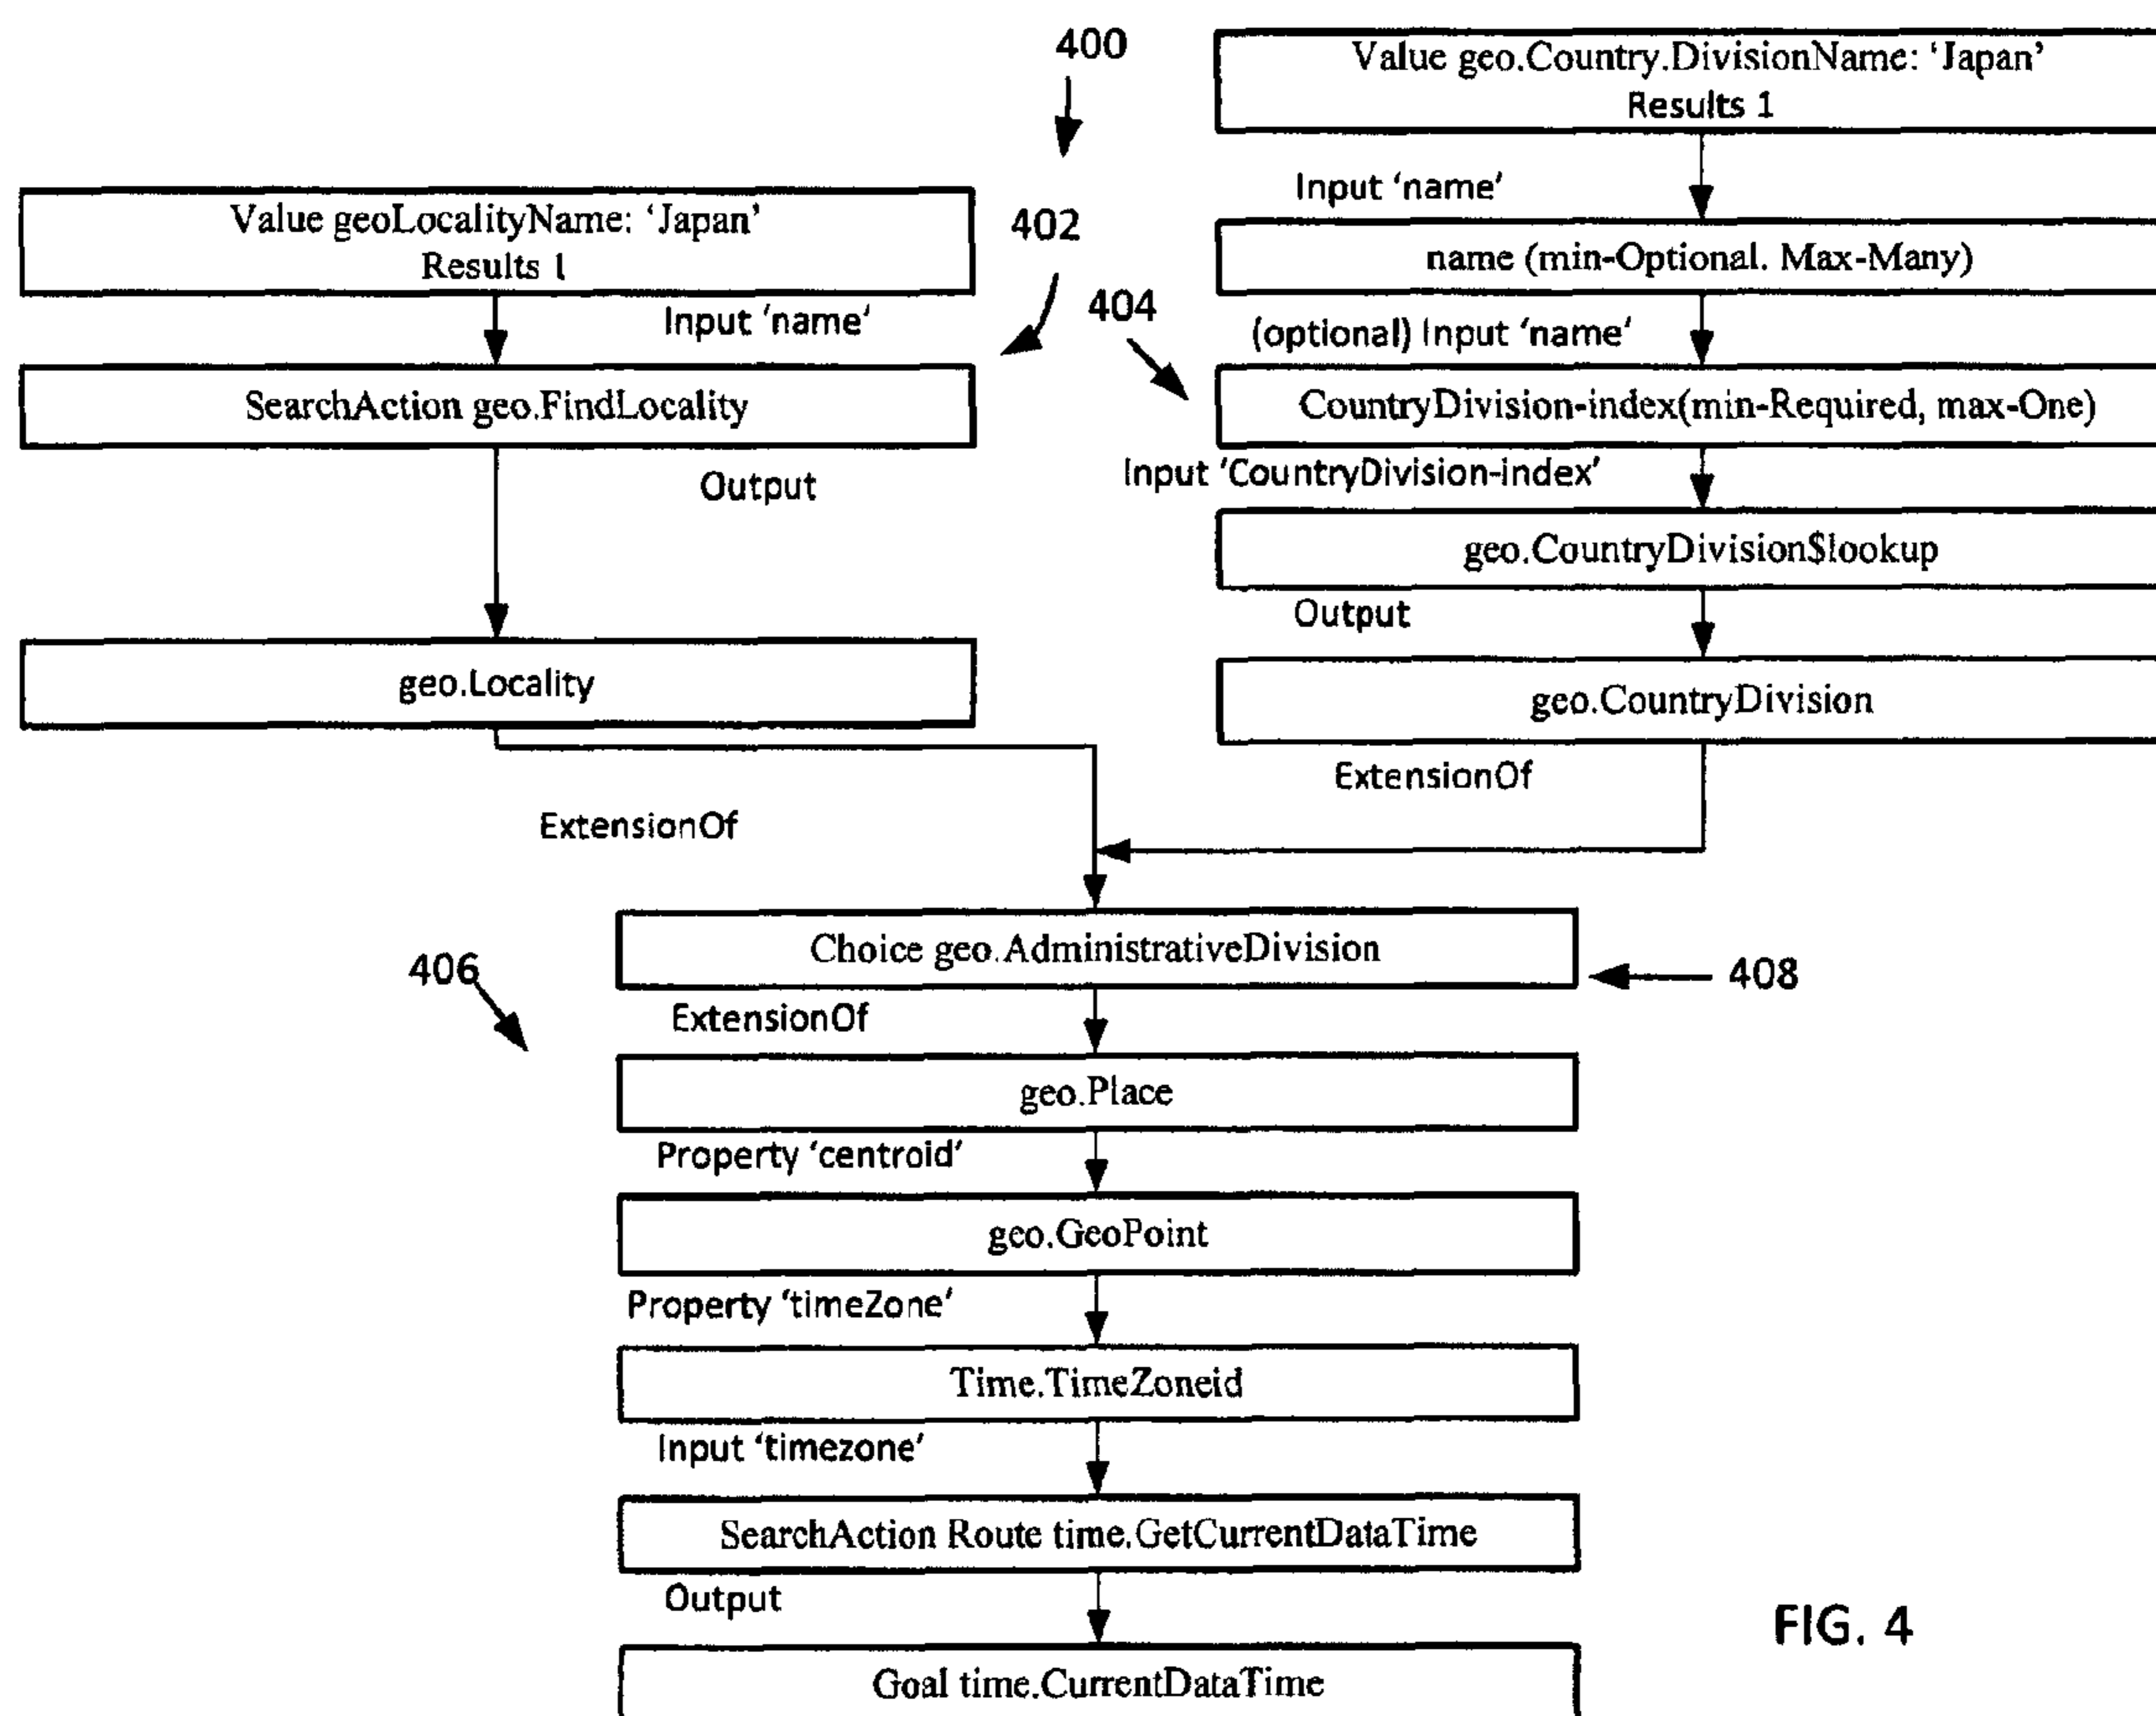 400
Value geo.Country.DivisionName: 'Japan'
Results 1
Input 'name'
Value geoLocalityName: 'Japan'
Results 1
402
name (min-Optional. Max-Many)
Input 'name'
404
(optional) Input 'name'
SearchAction geo.FindLocality
CountryDivision-index(min-Required, max-One)
Output
Input 'CountryDivision-index'
geo.CountryDivision$lookup
Output
geo.Locality
geo.CountryDivision
ExtensionOf
ExtensionOf
Choice geo.AdministrativeDivision
406
408
ExtensionOf
geo.Place
Property 'centroid'
geo.GeoPoint
Property 'timeZone'
Time.TimeZoneid
Input 'timezone'
SearchAction Route time.GetCurrentDataTime
Output
FIG. 4
Goal time.CurrentDataTime